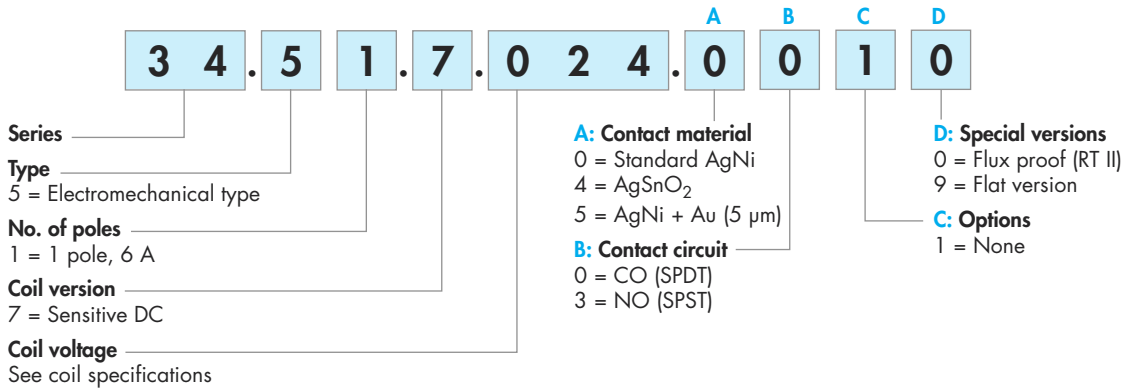 A B C D
3 4 . 5 1 . 7 . 0 2 4 . 0 0 1 0
Series
Type
5 = Electromechanical type
No. of poles
1 = 1 pole, 6 A
Coil version
7 = Sensitive DC
Coil voltage
See coil specifications
A: Contact material
0 = Standard AgNi
4 = AgSnO2
5 = AgNi + Au (5 µm)
B: Contact circuit
0 = CO (SPDT)
3 = NO (SPST)
D: Special versions
0 = Flux proof (RT II)
9 = Flat version
C: Options
1 = None